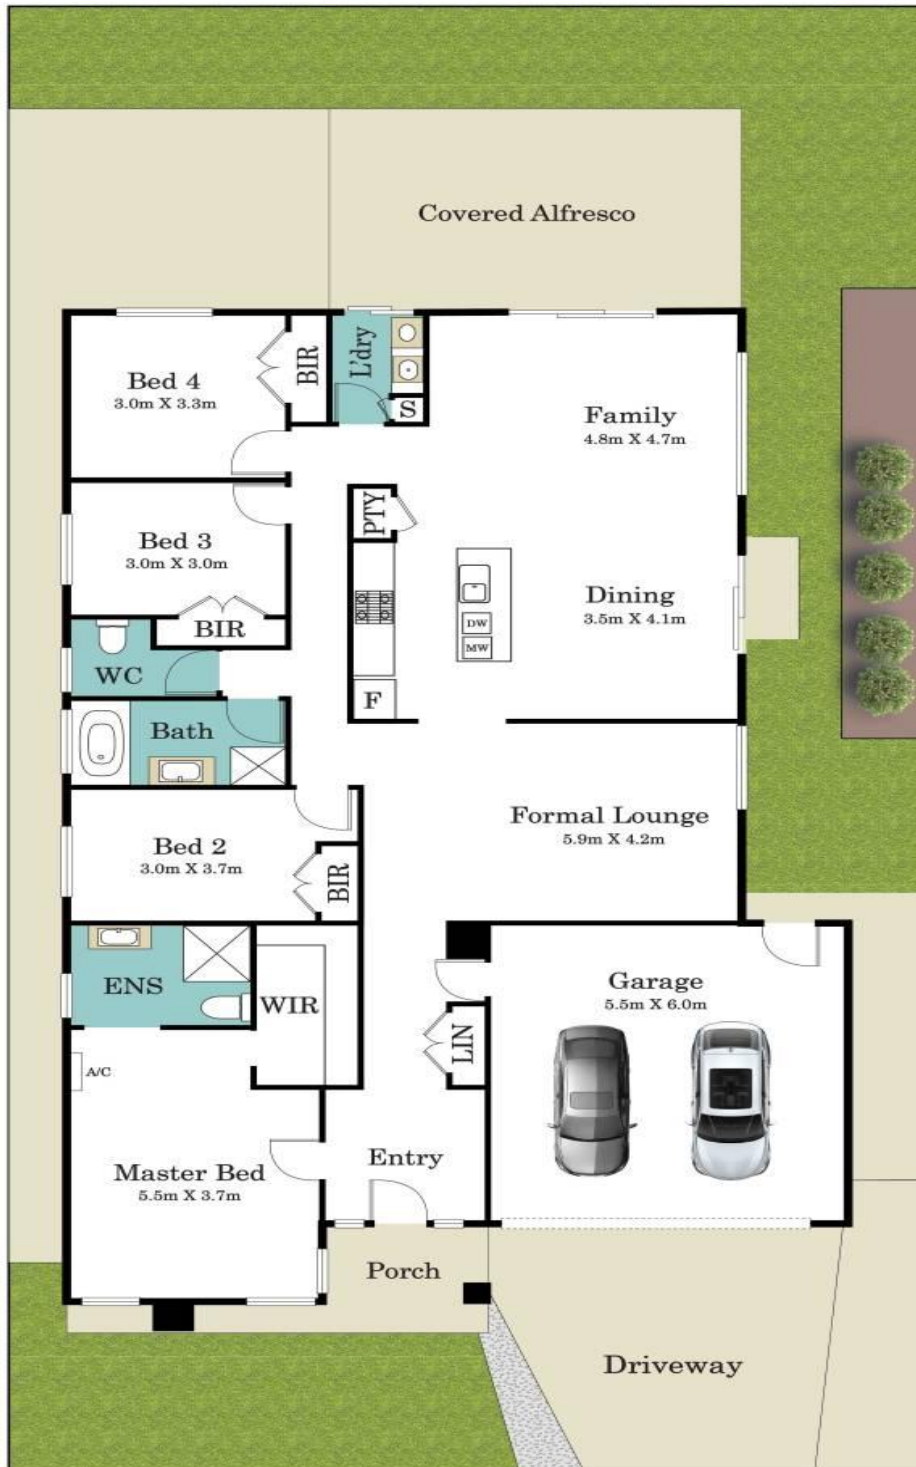 Covered Alfresco
Bed 4
3.0m X 3.3m
BIR
L'dry
S
Family
4.8m X 4.7m
PTY
Bed 3
3.0m X 3.0m
BIR
Dining
3.5m X 4.1m
DW
MW
WC
F
Bath
Formal Lounge
5.9m X 4.2m
Bed 2
3.0m X 3.7m
BIR
ENS
WIR
Garage
5.5m X 6.0m
LIN
A/C
Master Bed
5.5m X 3.7m
Entry
Porch
Driveway